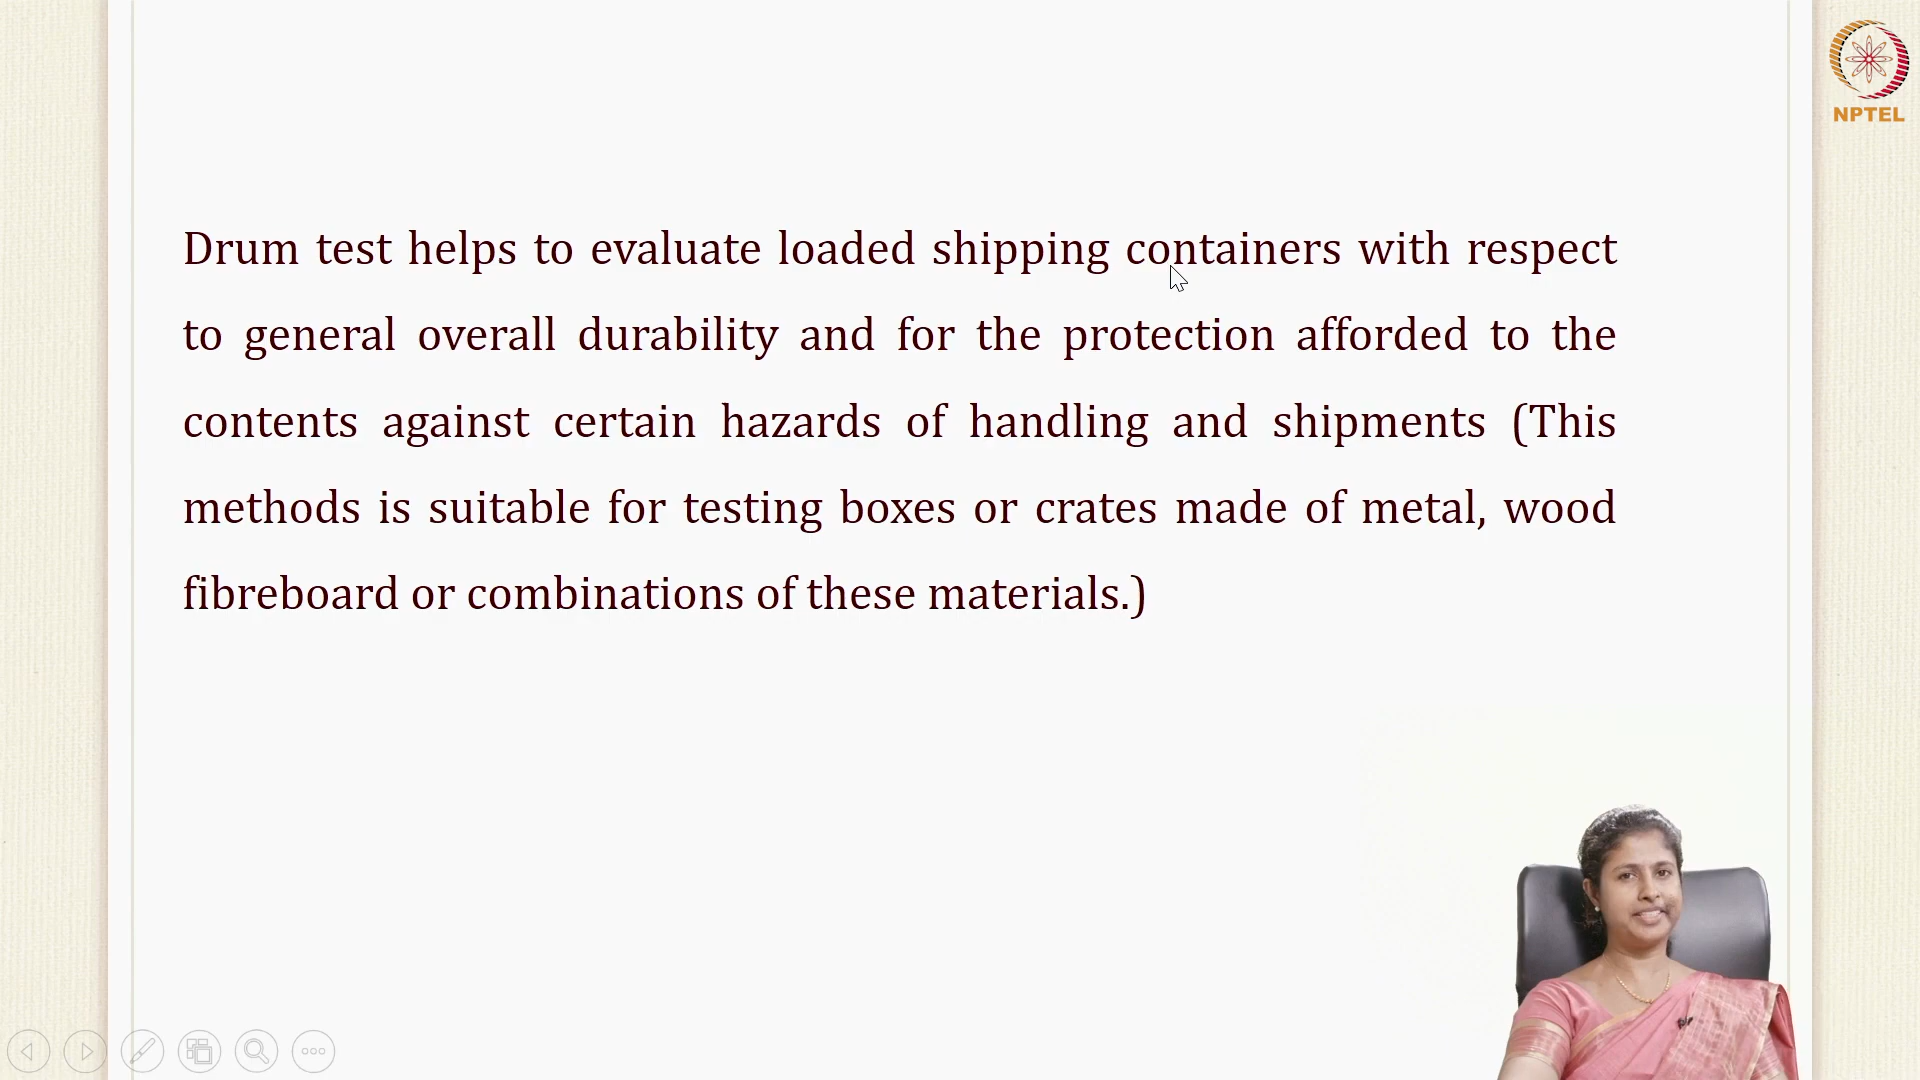 NPTEL
Drum test helps to evaluate loaded shipping containers with respect
to general overall durability and for the protection afforded to the
contents against certain hazards of handling and shipments (This
methods is suitable for testing boxes or crates made of metal, wood
fibreboard or combinations of these materials.)